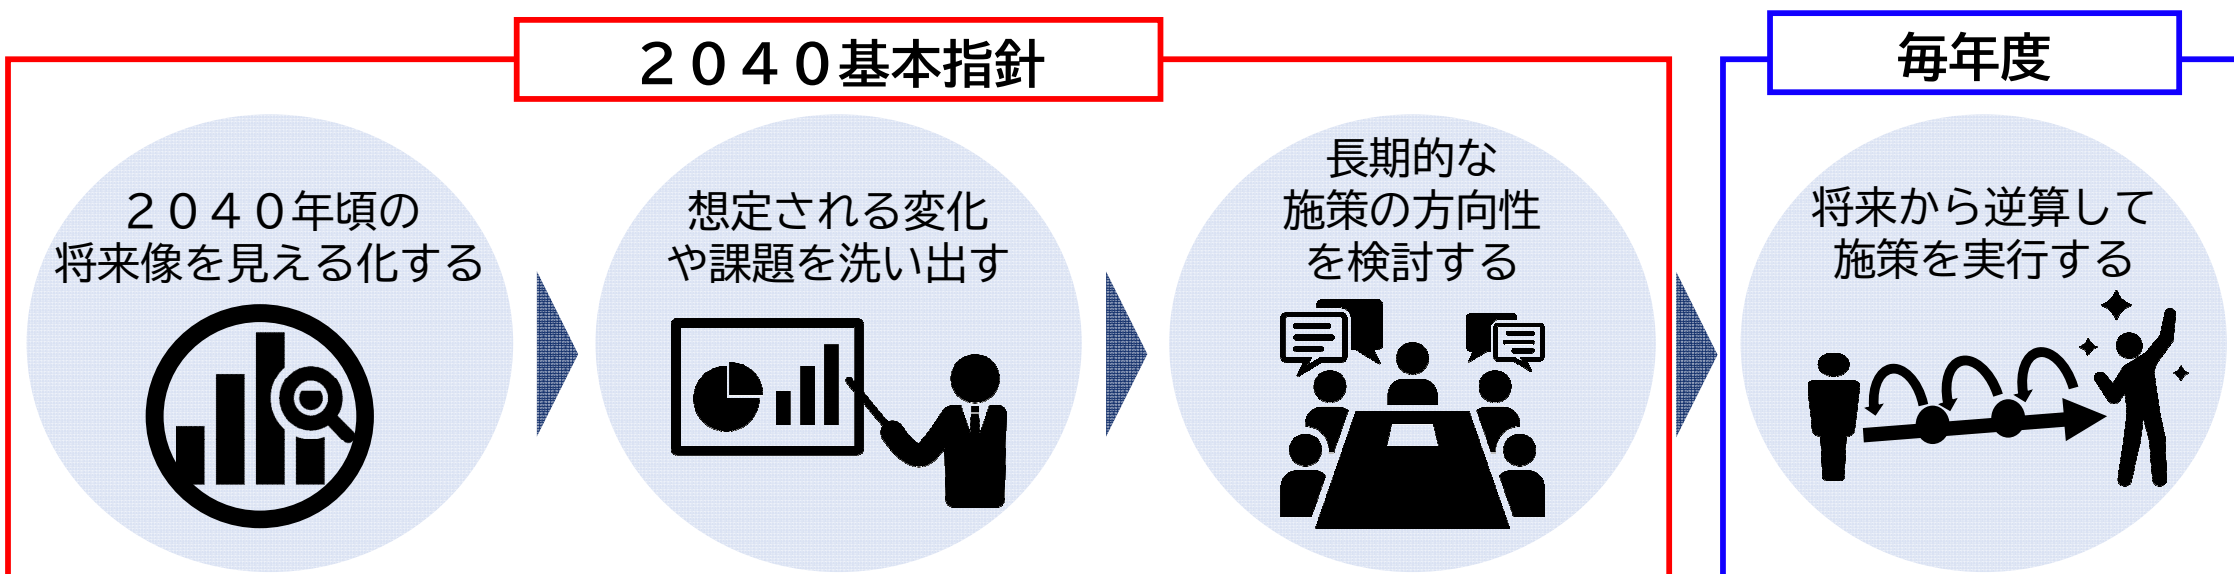 ２０４０基本指針
毎年度
２０４０年頃の
将来像を見える化する
想定される変化
や課題を洗い出す
長期的な
施策の方向性
を検討する
将来から逆算して
施策を実行する